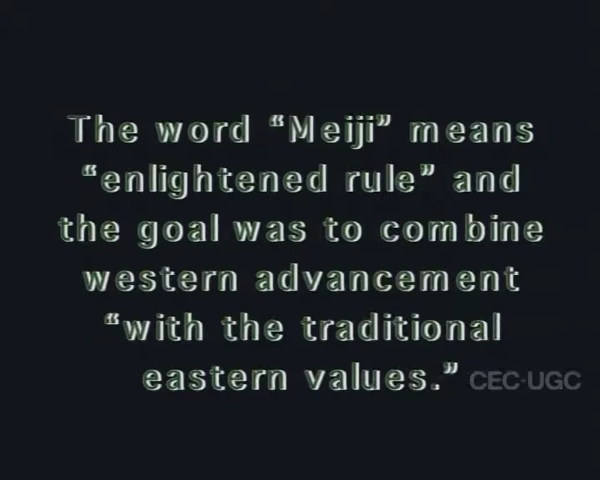 The word “Meiji” means
“enlightened rule” and
the goal was to combine
western advancement
“with the traditional
eastern values.”
CEC-UGC